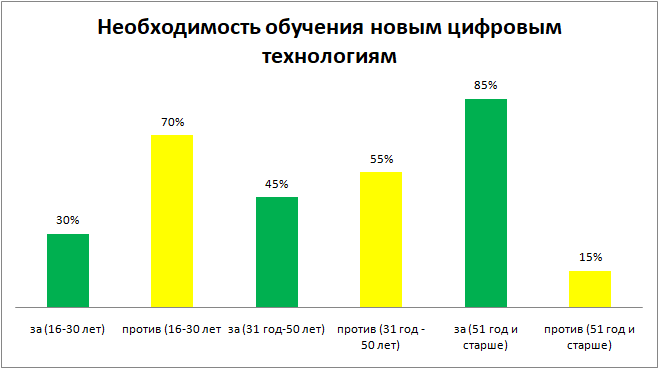 Необходимость обучения новым цифровым
технологиям
85%
70%
55%
45%
30%
15%
за (16-30 лет)
против (16-30 лет
за (31 год-50 лет)
против (31 год -
50 лет)
за (51 год и
старше)
против (51 год и
старше)